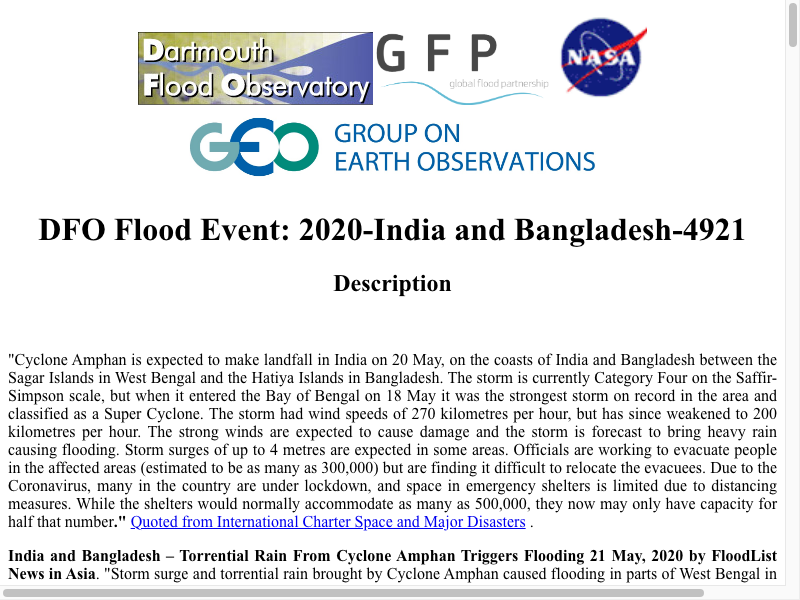 Dartmouth
Flood Observatory
GFP
global flood partnership
NASA
GEO GROUP ON
EARTH OBSERVATIONS
DFO Flood Event: 2020-India and Bangladesh-4921
Description
"Cyclone Amphan is expected to make landfall in India on 20 May, on the coasts of India and Bangladesh between the
Sagar Islands in West Bengal and the Hatiya Islands in Bangladesh. The storm is currently Category Four on the Saffir-
Simpson scale, but when it entered the Bay of Bengal on 18 May it was the strongest storm on record in the area and
classified as a Super Cyclone. The storm had wind speeds of 270 kilometres per hour, but has since weakened to 200
kilometres per hour. The strong winds are expected to cause damage and the storm is forecast to bring heavy rain
causing flooding. Storm surges of up to 4 metres are expected in some areas. Officials are working to evacuate people
in the affected areas (estimated to be as many as 300,000) but are finding it difficult to relocate the evacuees. Due to the
Coronavirus, many in the country are under lockdown, and space in emergency shelters is limited due to distancing
measures. While the shelters would normally accommodate as many as 500,000, they now may only have capacity for
half that number." Quoted from International Charter Space and Major Disasters .
India and Bangladesh – Torrential Rain From Cyclone Amphan Triggers Flooding 21 May, 2020 by FloodList
News in Asia. "Storm surge and torrential rain brought by Cyclone Amphan caused flooding in parts of West Bengal in